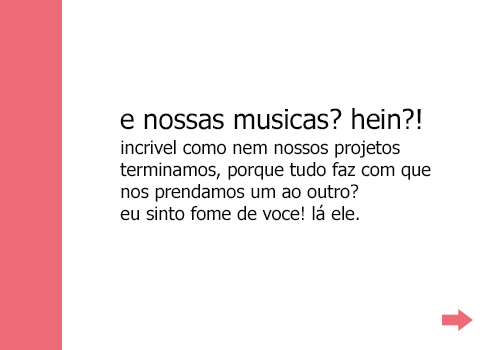 e nossas musicas? hein?!
incrivel como nem nossos projetos
terminamos, porque tudo faz com que
nos prendamos um ao outro?
eu sinto fome de voce! lá ele.